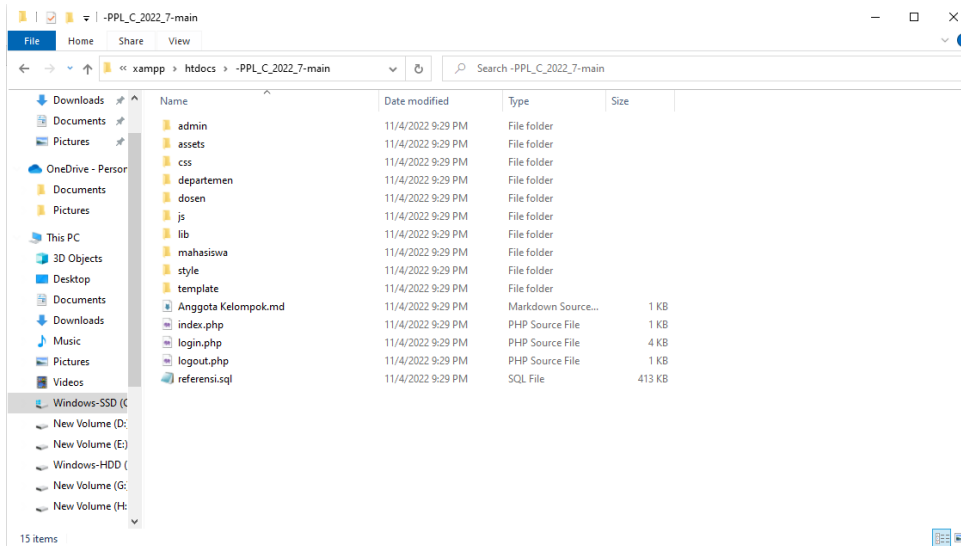 -PPL_C_2022_7-main
File Home Share View
« xampp › htdocs › -PPL_C_2022_7-main
Search -PPL_C_2022_7-main
Name Date modified Type Size
Downloads
Documents
Pictures
OneDrive - Person
Documents
Pictures
This PC
3D Objects
Desktop
Documents
Downloads
Music
Pictures
Videos
Windows-SSD (C
New Volume (D:
New Volume (E:)
Windows-HDD (
New Volume (G:
New Volume (H:
admin 11/4/2022 9:29 PM File folder
assets 11/4/2022 9:29 PM File folder
css 11/4/2022 9:29 PM File folder
departemen 11/4/2022 9:29 PM File folder
dosen 11/4/2022 9:29 PM File folder
js 11/4/2022 9:29 PM File folder
lib 11/4/2022 9:29 PM File folder
mahasiswa 11/4/2022 9:29 PM File folder
style 11/4/2022 9:29 PM File folder
template 11/4/2022 9:29 PM File folder
Anggota Kelompok.md 11/4/2022 9:29 PM Markdown Source... 1 KB
index.php 11/4/2022 9:29 PM PHP Source File 1 KB
login.php 11/4/2022 9:29 PM PHP Source File 4 KB
logout.php 11/4/2022 9:29 PM PHP Source File 1 KB
referensi.sql 11/4/2022 9:29 PM SQL File 413 KB
15 items